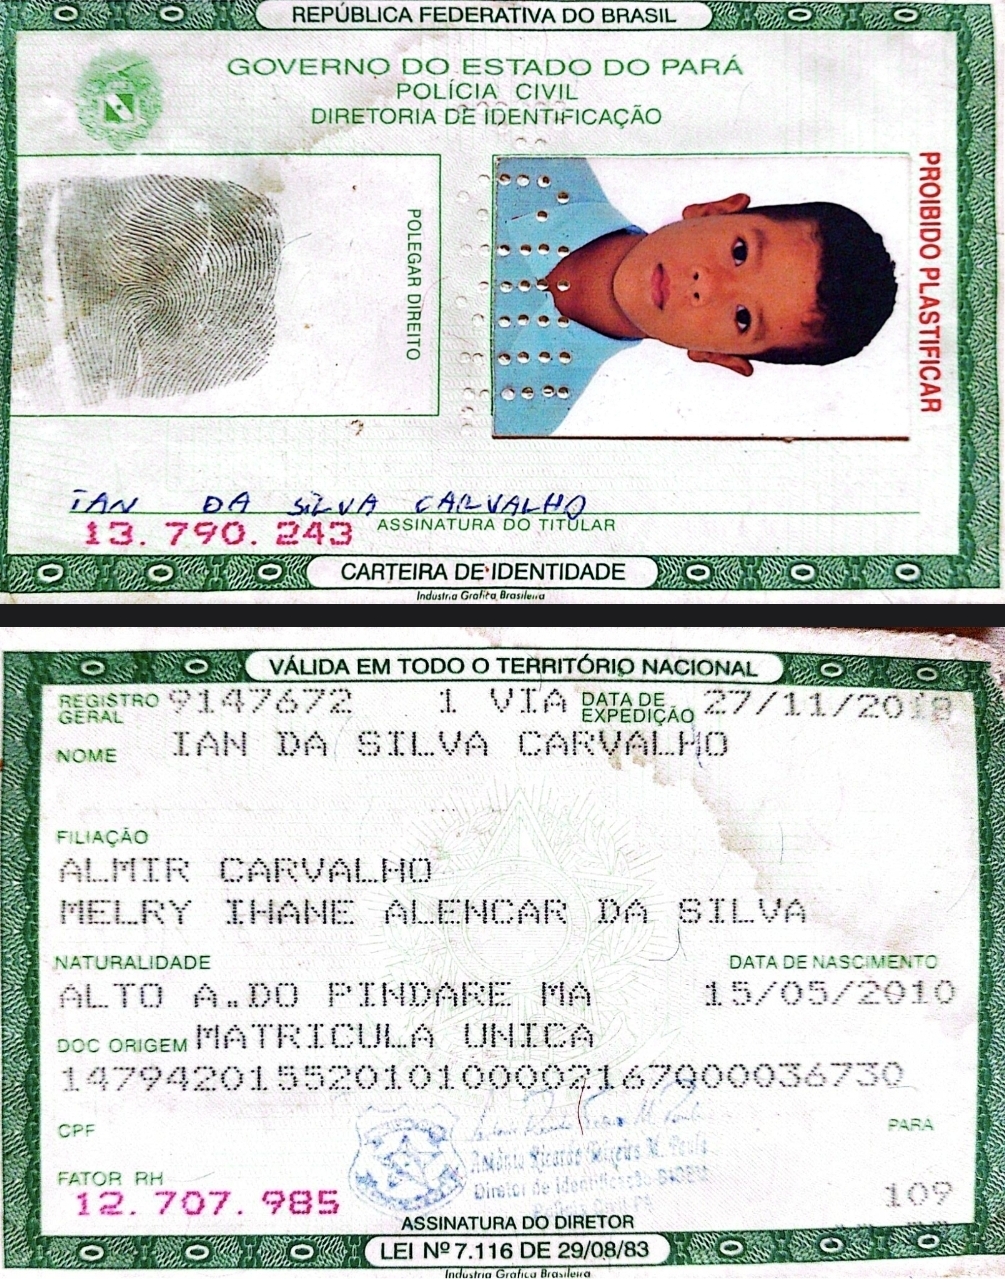 REPÚBLICA FEDERATIVA DO BRASIL
GOVERNO DO ESTADO DO PARÁ
POLÍCIA CIVIL
DIRETORIA DE IDENTIFICAÇÃO
POLEGAR DIREITO
PROIBIDO PLASTIFICAR
IAN DA SILVA CARVALHO
13.790.243 ASSINATURA DO TITULAR
CARTEIRA DE IDENTIDADE
Industria Grafica Brasileira
VÁLIDA EM TODO O TERRITÓRIO NACIONAL
REGISTRO GERAL 9147672 1 VIA DATA DE EXPEDIÇÃO 27/11/2018
NOME IAN DA SILVA CARVALHO
FILIAÇÃO
ALMIR CARVALHO
MELRY IHANE ALENCAR DA SILVA
NATURALIDADE DATA DE NASCIMENTO
ALTO A..DO PINDARE MA 15/05/2010
DOC ORIGEM MATRICULA UNICA
14794201552010100002167000036730
CPF PARÁ
FATOR RH
12.707.985 109
Antônio Ricardo M. Paula
Diretor de Identificação
ASSINATURA DO DIRETOR
LEI Nº 7.116 DE 29/08/83
Industria Grafica Brasileira